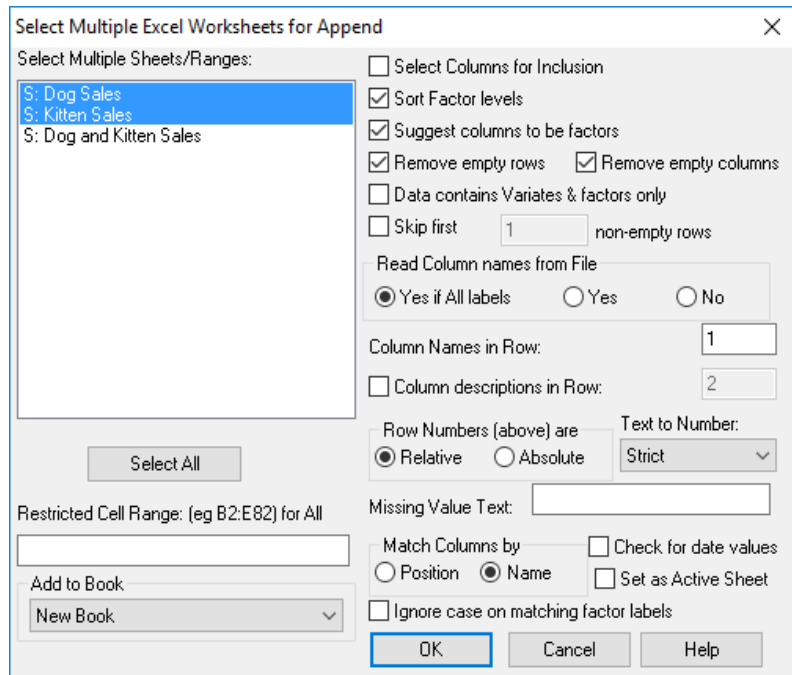 Select Multiple Excel Worksheets for Append
Select Multiple Sheets/Ranges:
S: Dog Sales
S: Kitten Sales
S: Dog and Kitten Sales
Select All
Restricted Cell Range: (eg B2:E82) for All
Add to Book
New Book
Select Columns for Inclusion
Sort Factor levels
Suggest columns to be factors
Remove empty rows Remove empty columns
Data contains Variates & factors only
Skip first 1 non-empty rows
Read Column names from File
Yes if All labels Yes No
Column Names in Row: 1
Column descriptions in Row: 2
Row Numbers (above) are
Relative Absolute
Text to Number:
Strict
Missing Value Text:
Match Columns by
Position Name
Check for date values
Set as Active Sheet
Ignore case on matching factor labels
OK Cancel Help